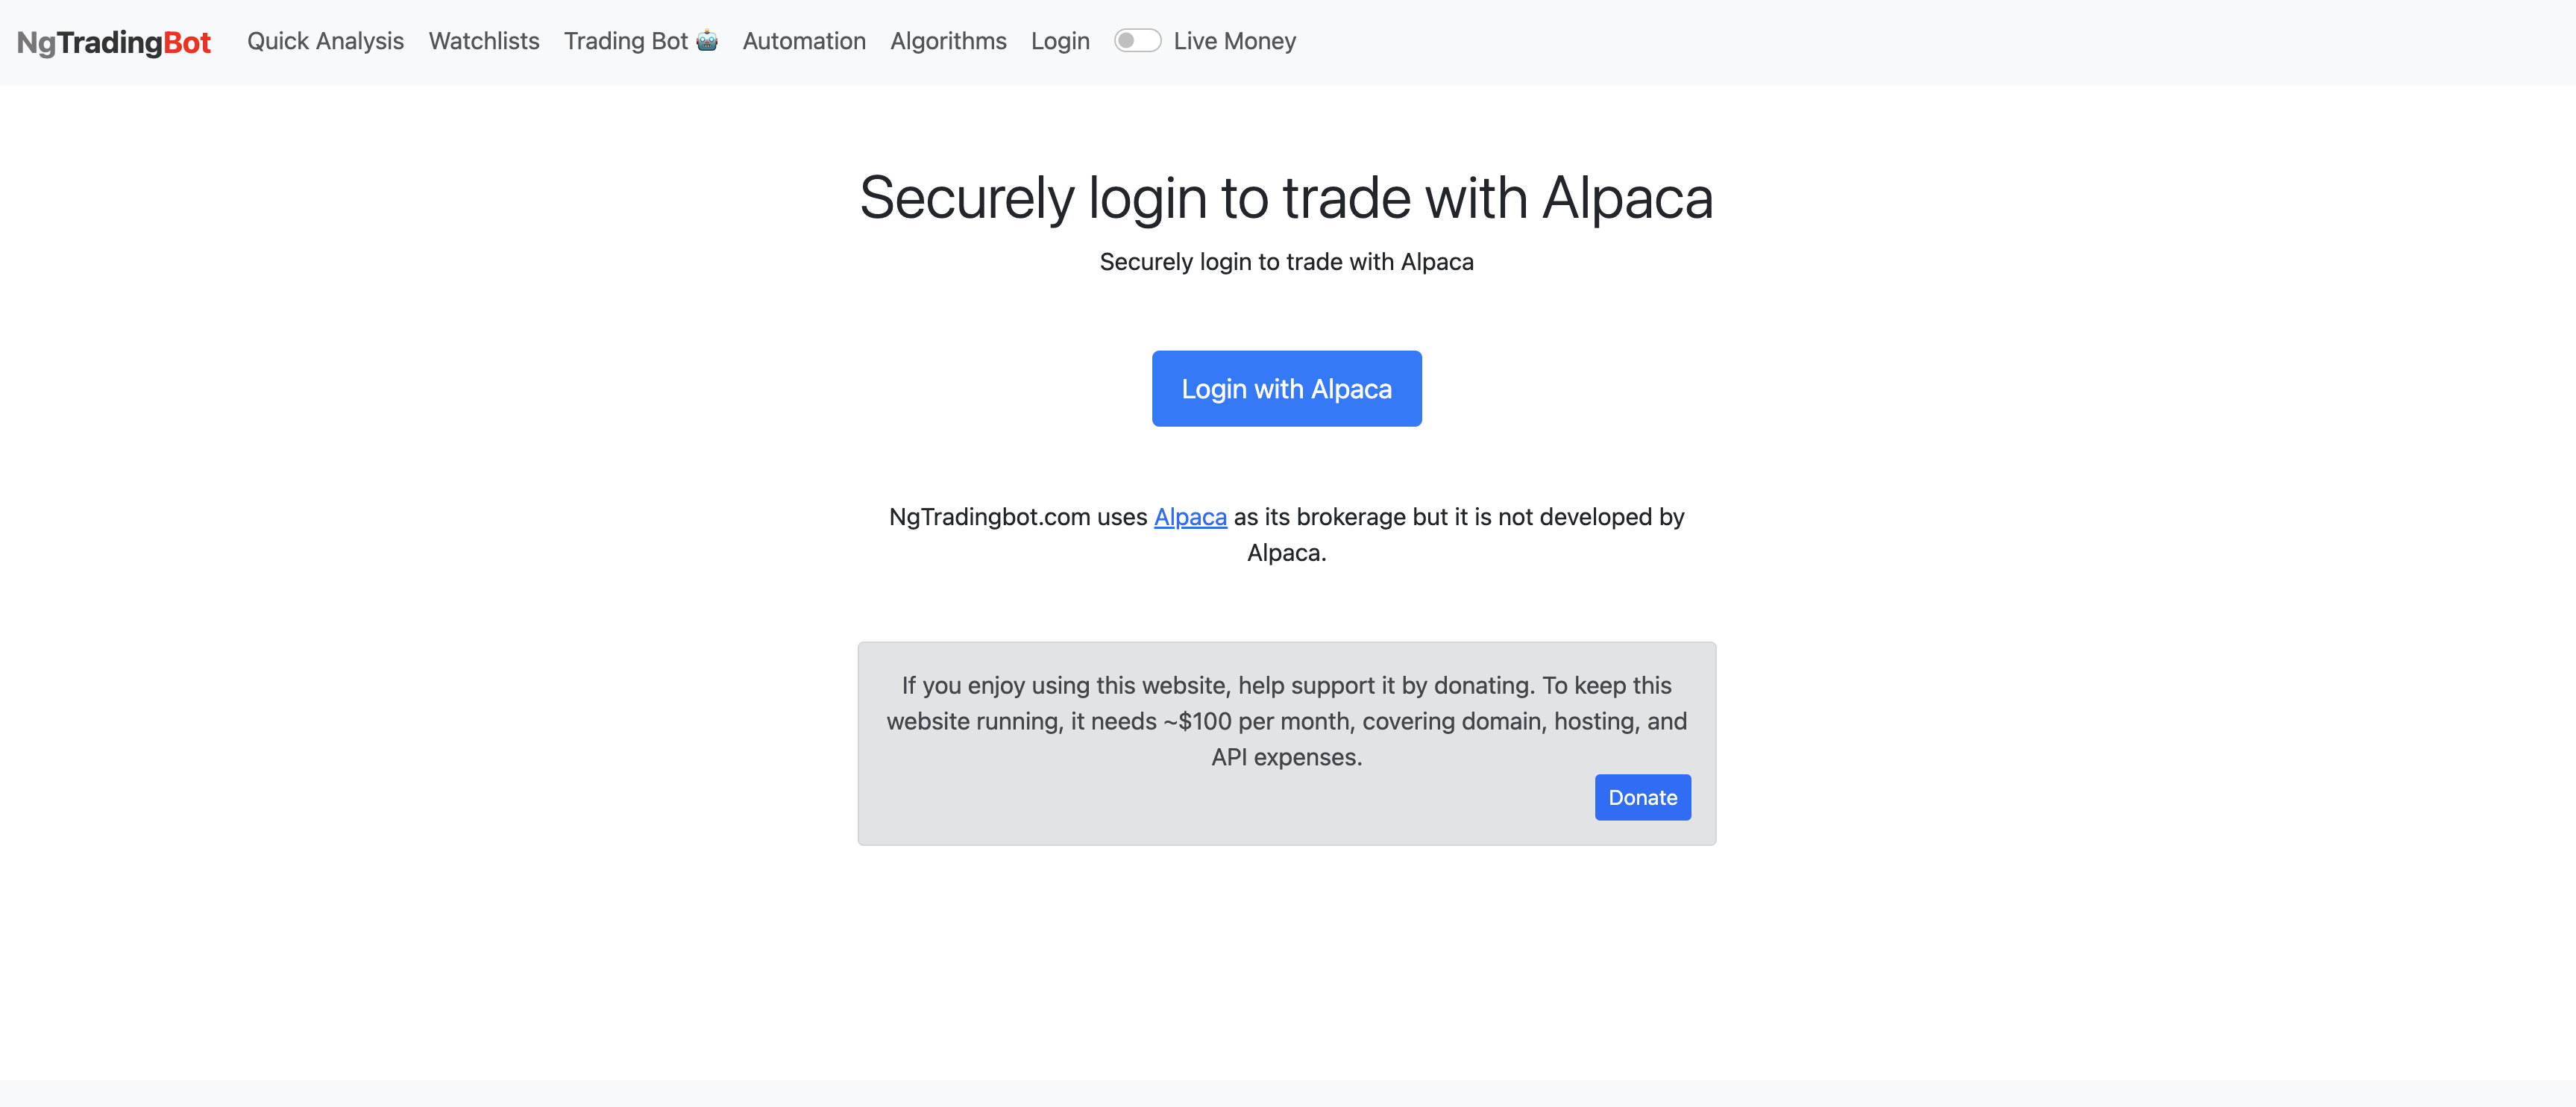 NgTradingBot Quick Analysis Watchlists Trading Bot 🤖 Automation Algorithms Login Live Money
Securely login to trade with Alpaca
Securely login to trade with Alpaca
Login with Alpaca
NgTradingbot.com uses Alpaca as its brokerage but it is not developed by
Alpaca.
If you enjoy using this website, help support it by donating. To keep this
website running, it needs ~$100 per month, covering domain, hosting, and
API expenses.
Donate